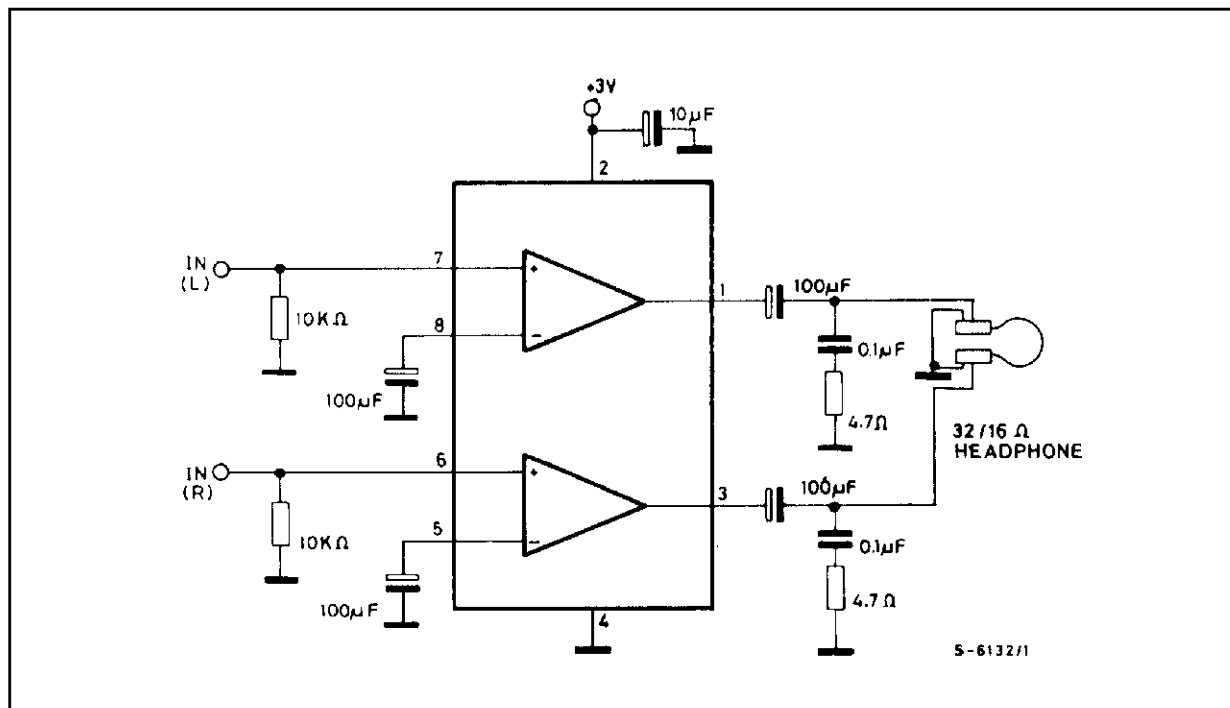 +3V
10µF
2
IN
(L)
7
+
1
100µF
10KΩ
8
−
0.1µF
100µF
4.7Ω
32/16 Ω
HEADPHONE
IN
(R)
6
+
3
100µF
10KΩ
5
−
0.1µF
100µF
4.7Ω
4
S-6132/1